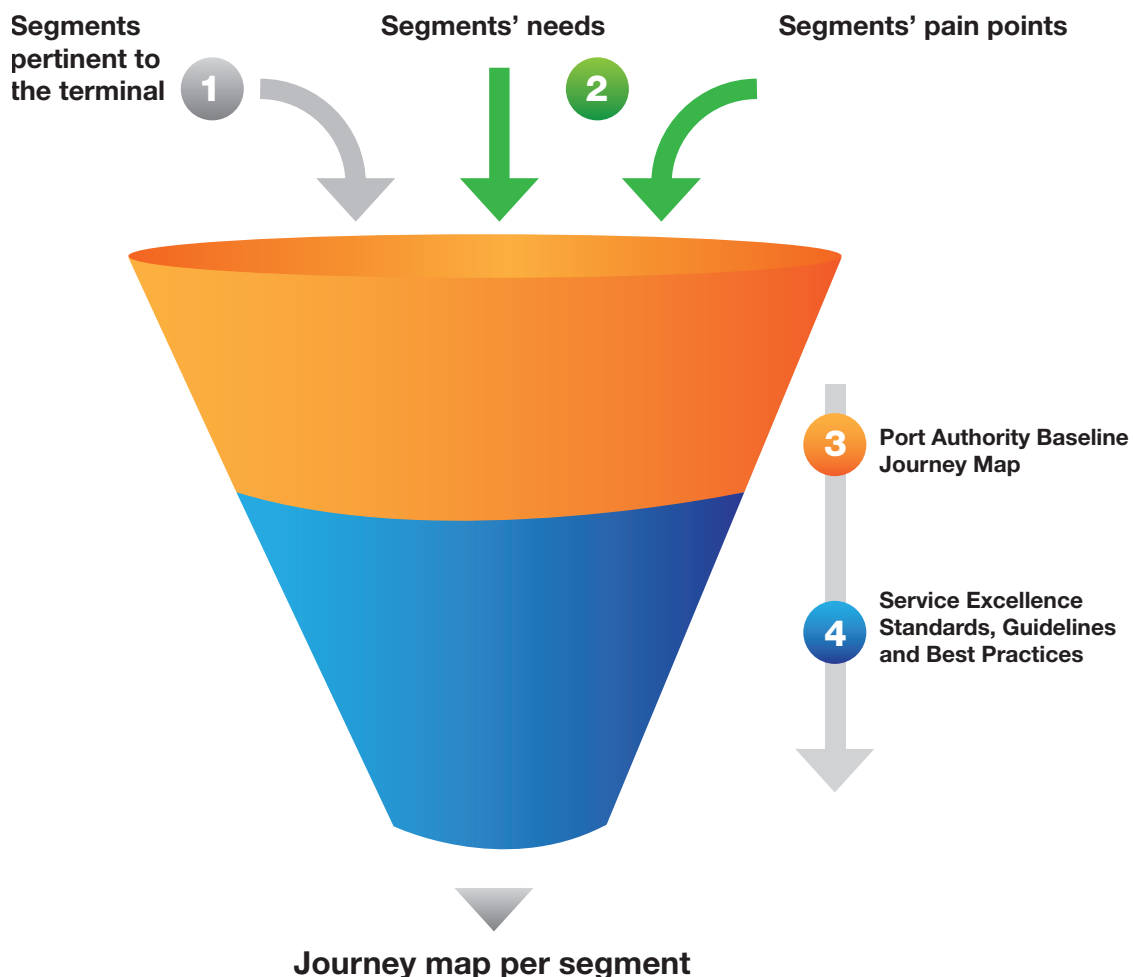 Segments
pertinent to
the terminal
1
Segments’ needs
2
Segments’ pain points
3
Port Authority Baseline
Journey Map
4
Service Excellence
Standards, Guidelines
and Best Practices
Journey map per segment